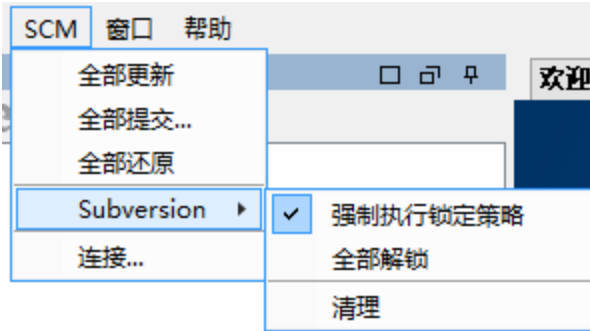 SCM 窗口 帮助
全部更新
欢迎
全部提交...
全部还原
Subversion
强制执行锁定策略
全部解锁
连接...
清理